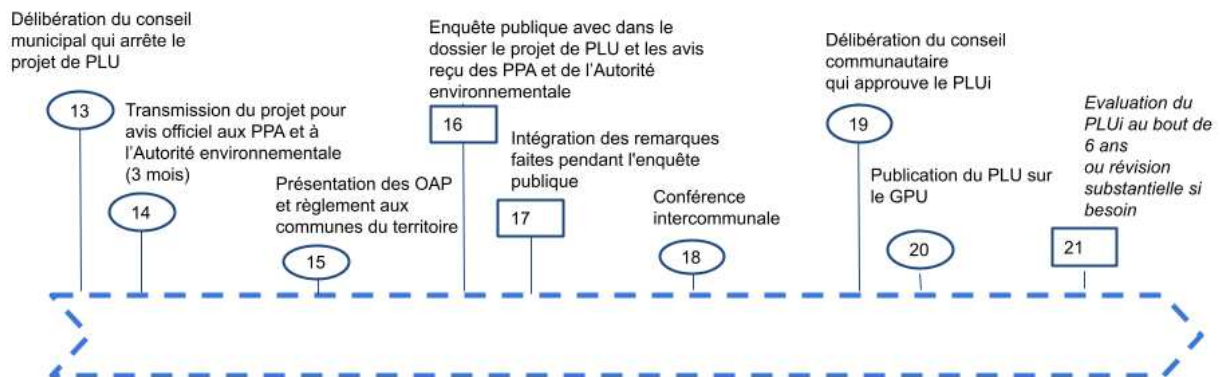 Délibération du conseil
municipal qui arrête le
projet de PLU
13
Transmission du projet pour
avis officiel aux PPA et à
l'Autorité environnementale
(3 mois)
14
Présentation des OAP
et règlement aux
communes du territoire
15
Enquête publique avec dans le
dossier le projet de PLU et les avis
reçu des PPA et de l'Autorité
environnementale
16
Intégration des remarques
faites pendant l'enquête
publique
17
Conférence
intercommunale
18
Délibération du conseil
communautaire
qui approuve le PLUi
19
Publication du PLU sur
le GPU
20
Evaluation du
PLUi au bout de
6 ans
ou révision
substantielle si
besoin
21